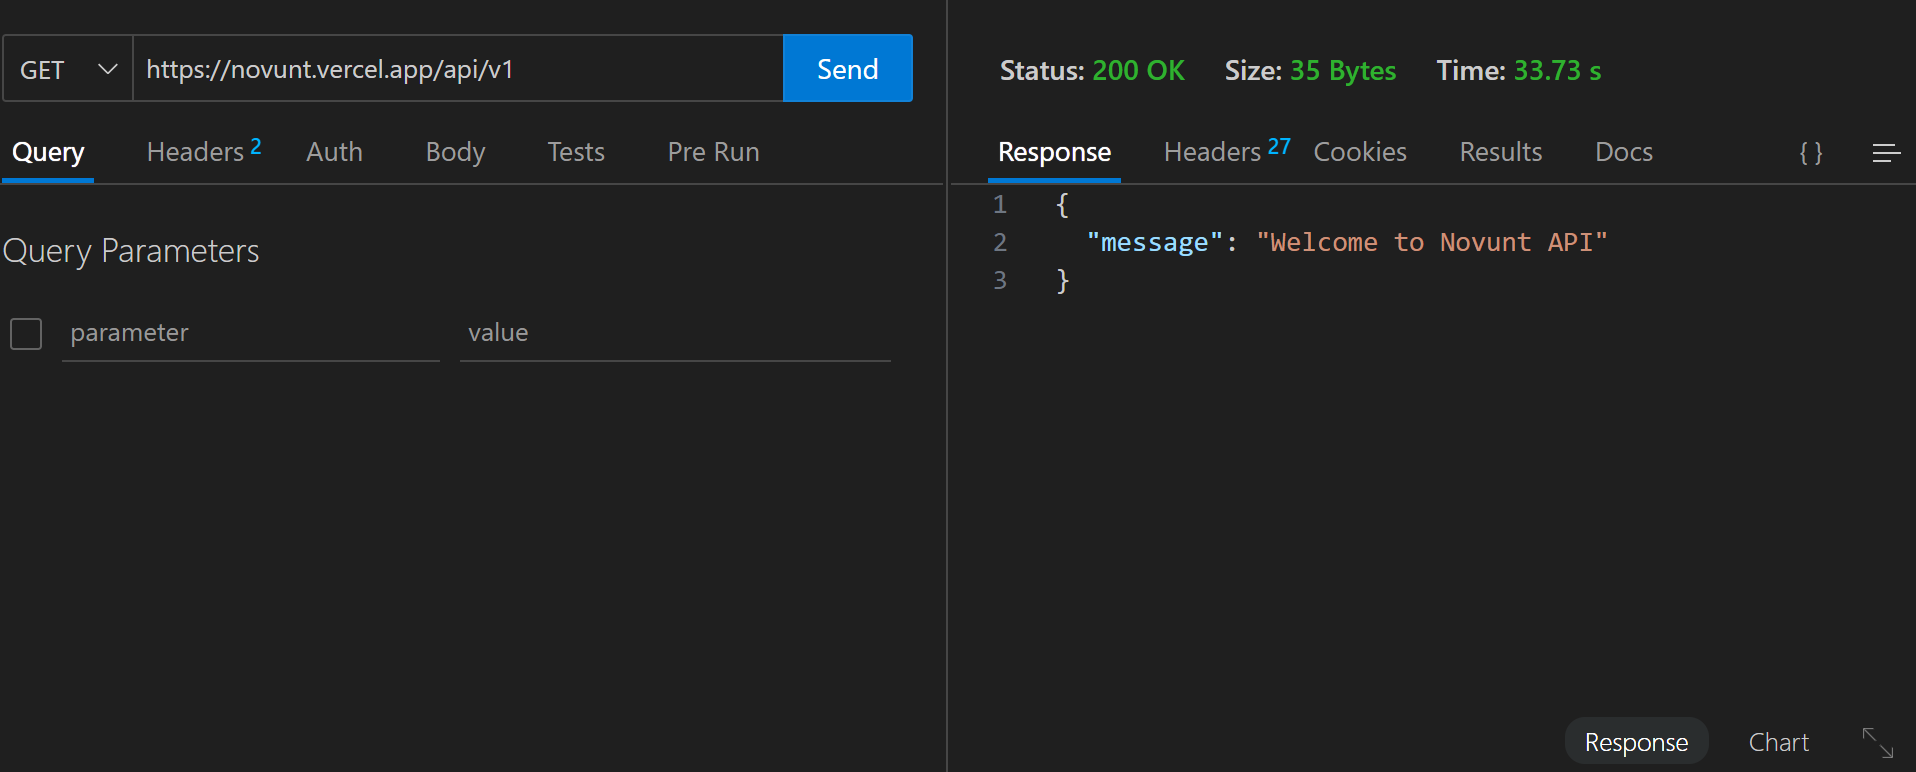 GET https://novunt.vercel.app/api/v1 Send
Query Headers 2 Auth Body Tests Pre Run
Query Parameters
parameter value
Status: 200 OK Size: 35 Bytes Time: 33.73 s
Response Headers 27 Cookies Results Docs { }
1 {
2 "message": "Welcome to Novunt API"
3 }
Response Chart